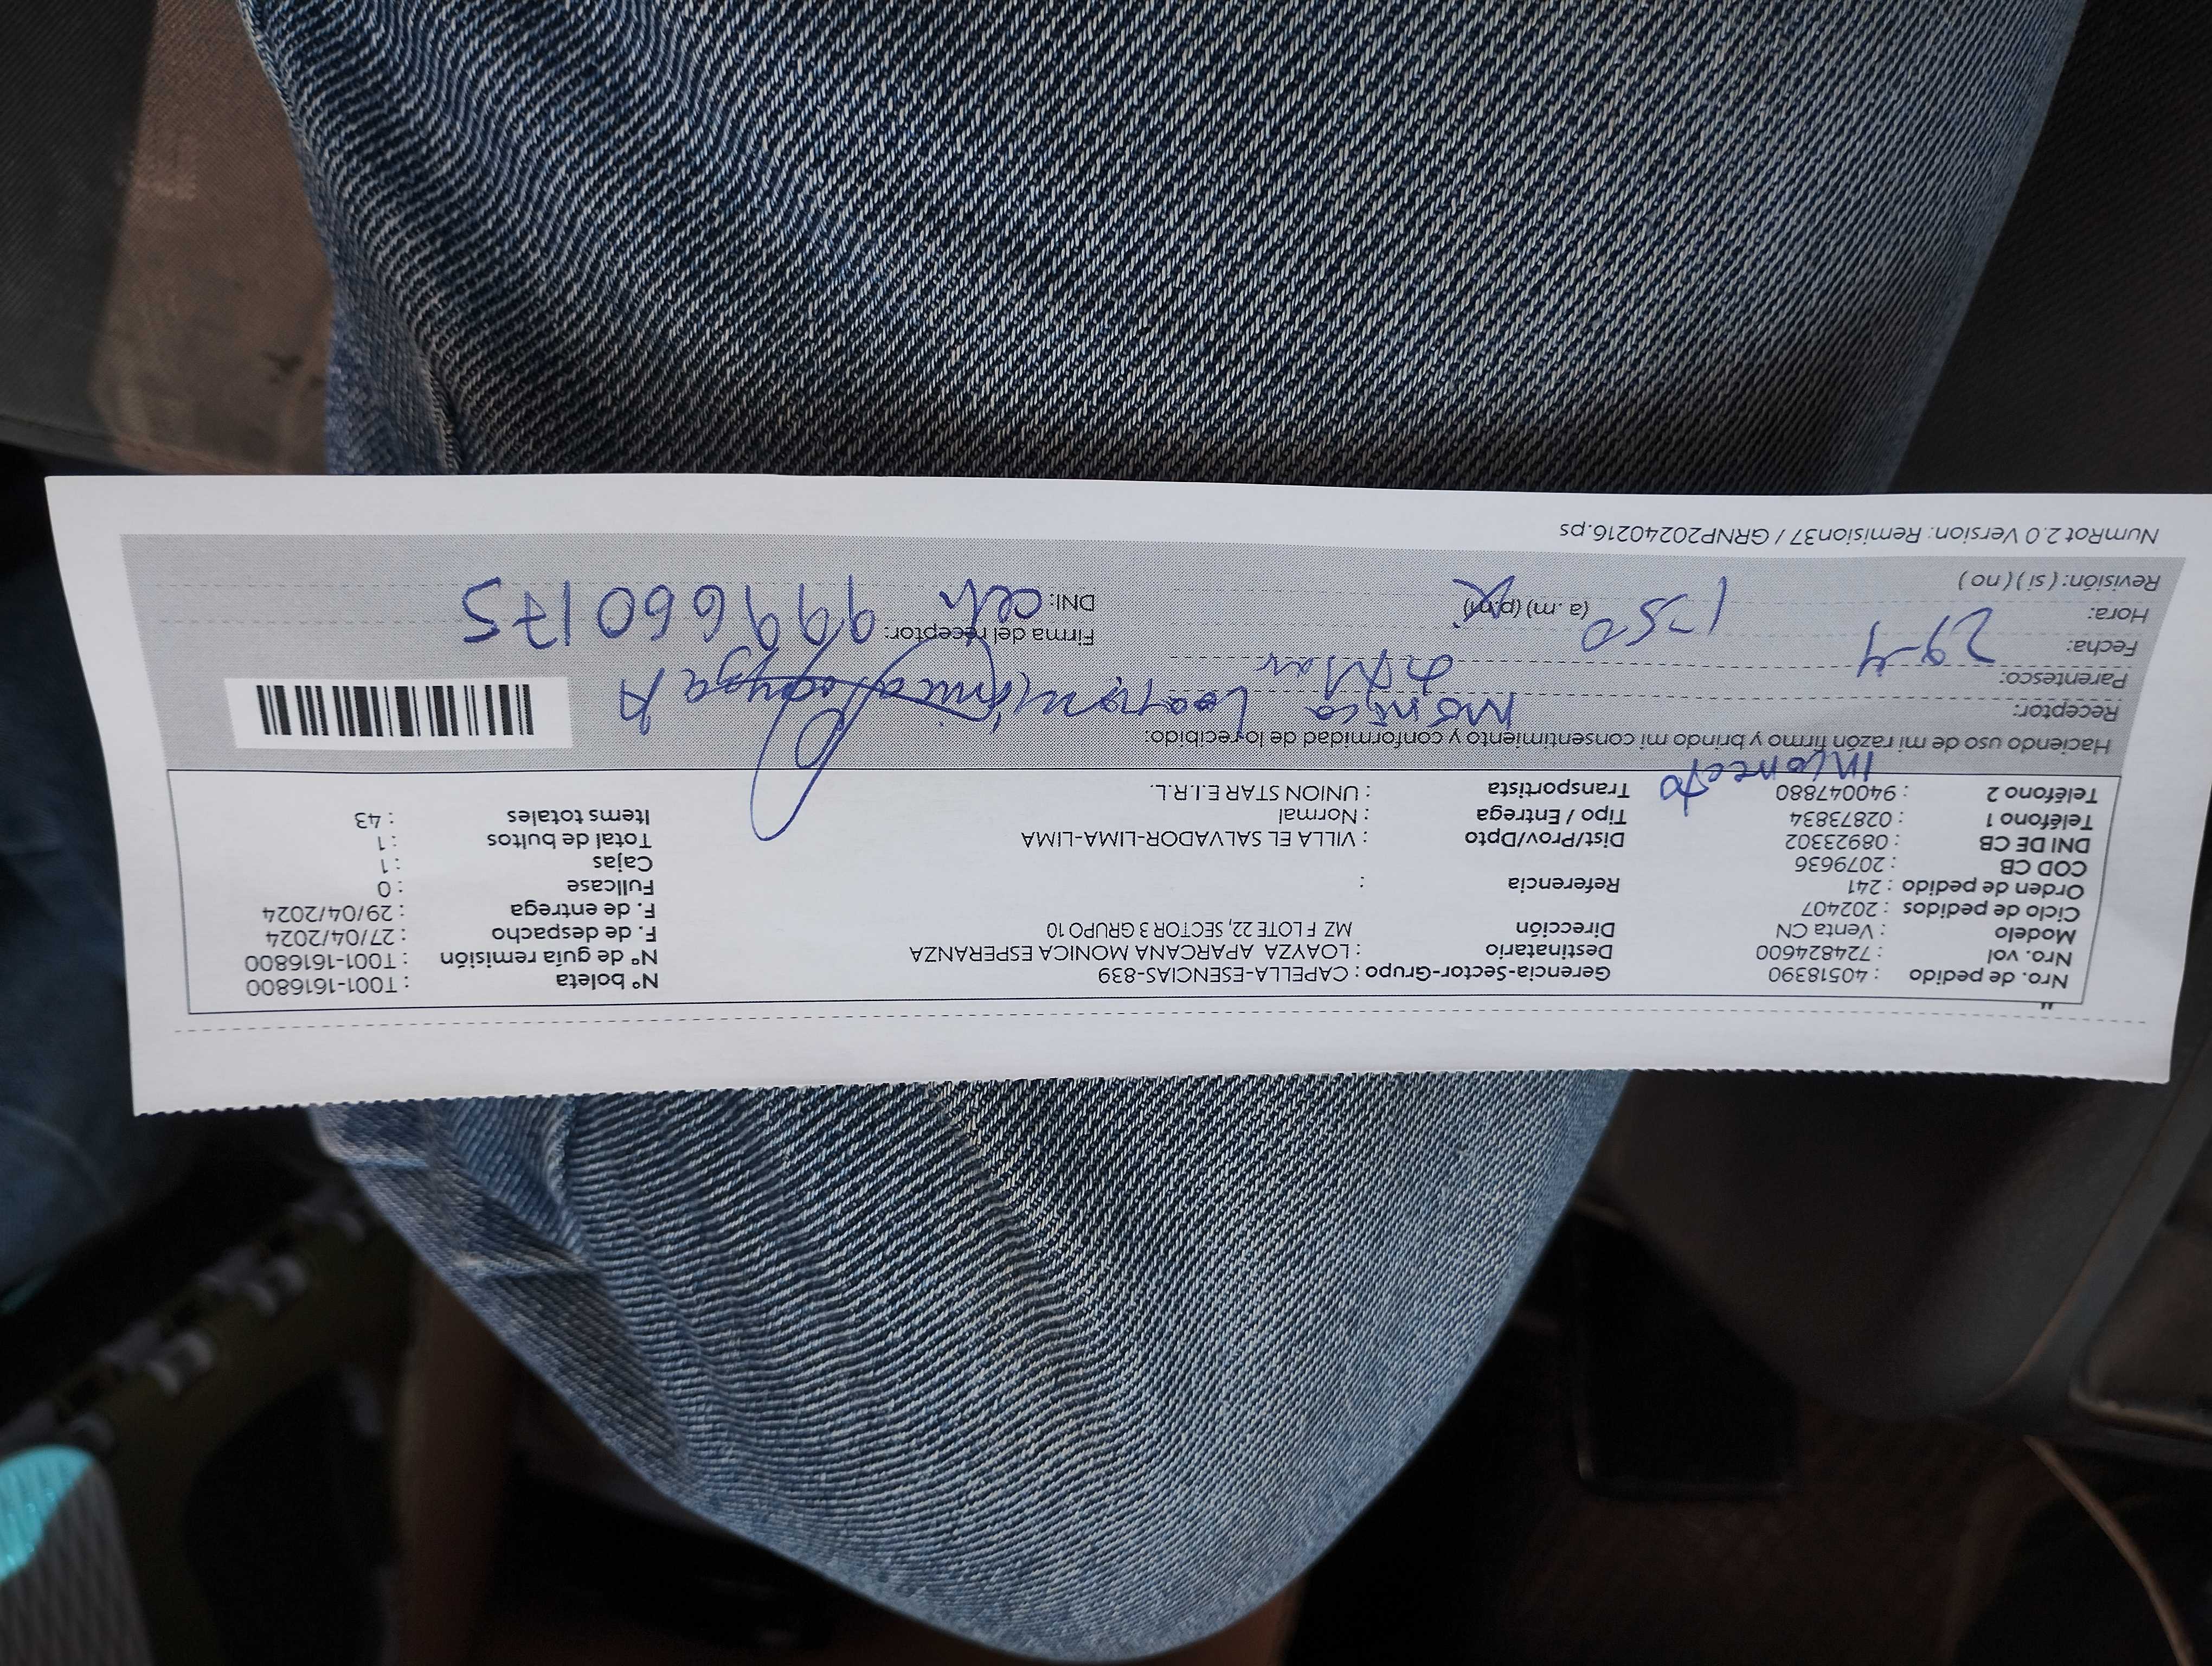 Nro. de pedido : 40518390 Gerencia-Sector-Grupo : CAPELLA-ESENCIAS-839 N° boleta : T001-1616800
Nro. vol : 724824600 Destinatario : LOAYZA APARCANA MONICA ESPERANZA N° de guía remisión : T001-1616800
Modelo : Venta CN Dirección MZ F LOTE 22, SECTOR 3 GRUPO 10 F. de despacho : 27/04/2024
Ciclo de pedidos : 202407 F. de entrega : 29/04/2024
Orden de pedido : 241 Referencia : Fullcase : 0
COD CB : 2079636 Cajas : 1
DNI DE CB : 08923302 Dist/Prov/Dpto : VILLA EL SALVADOR-LIMA-LIMA Total de bultos : 1
Teléfono 1 : 02873834 Tipo / Entrega : Normal Items totales : 43
Teléfono 2 : 940047880 Transportista : UNION STAR E.I.R.L.
incorrecto
Haciendo uso de mi razón firmo y brindo mi consentimiento y conformidad de lo recibido:
Receptor: Monica
Parentesco: titular
Fecha: 29-4 Firma del receptor:
Hora: 1-50 (a.m) (p.m) DNI: 999660175
Revisión: ( si ) ( no )
NumRot 2.0 Version: Remision37 / GRNP20240216.ps